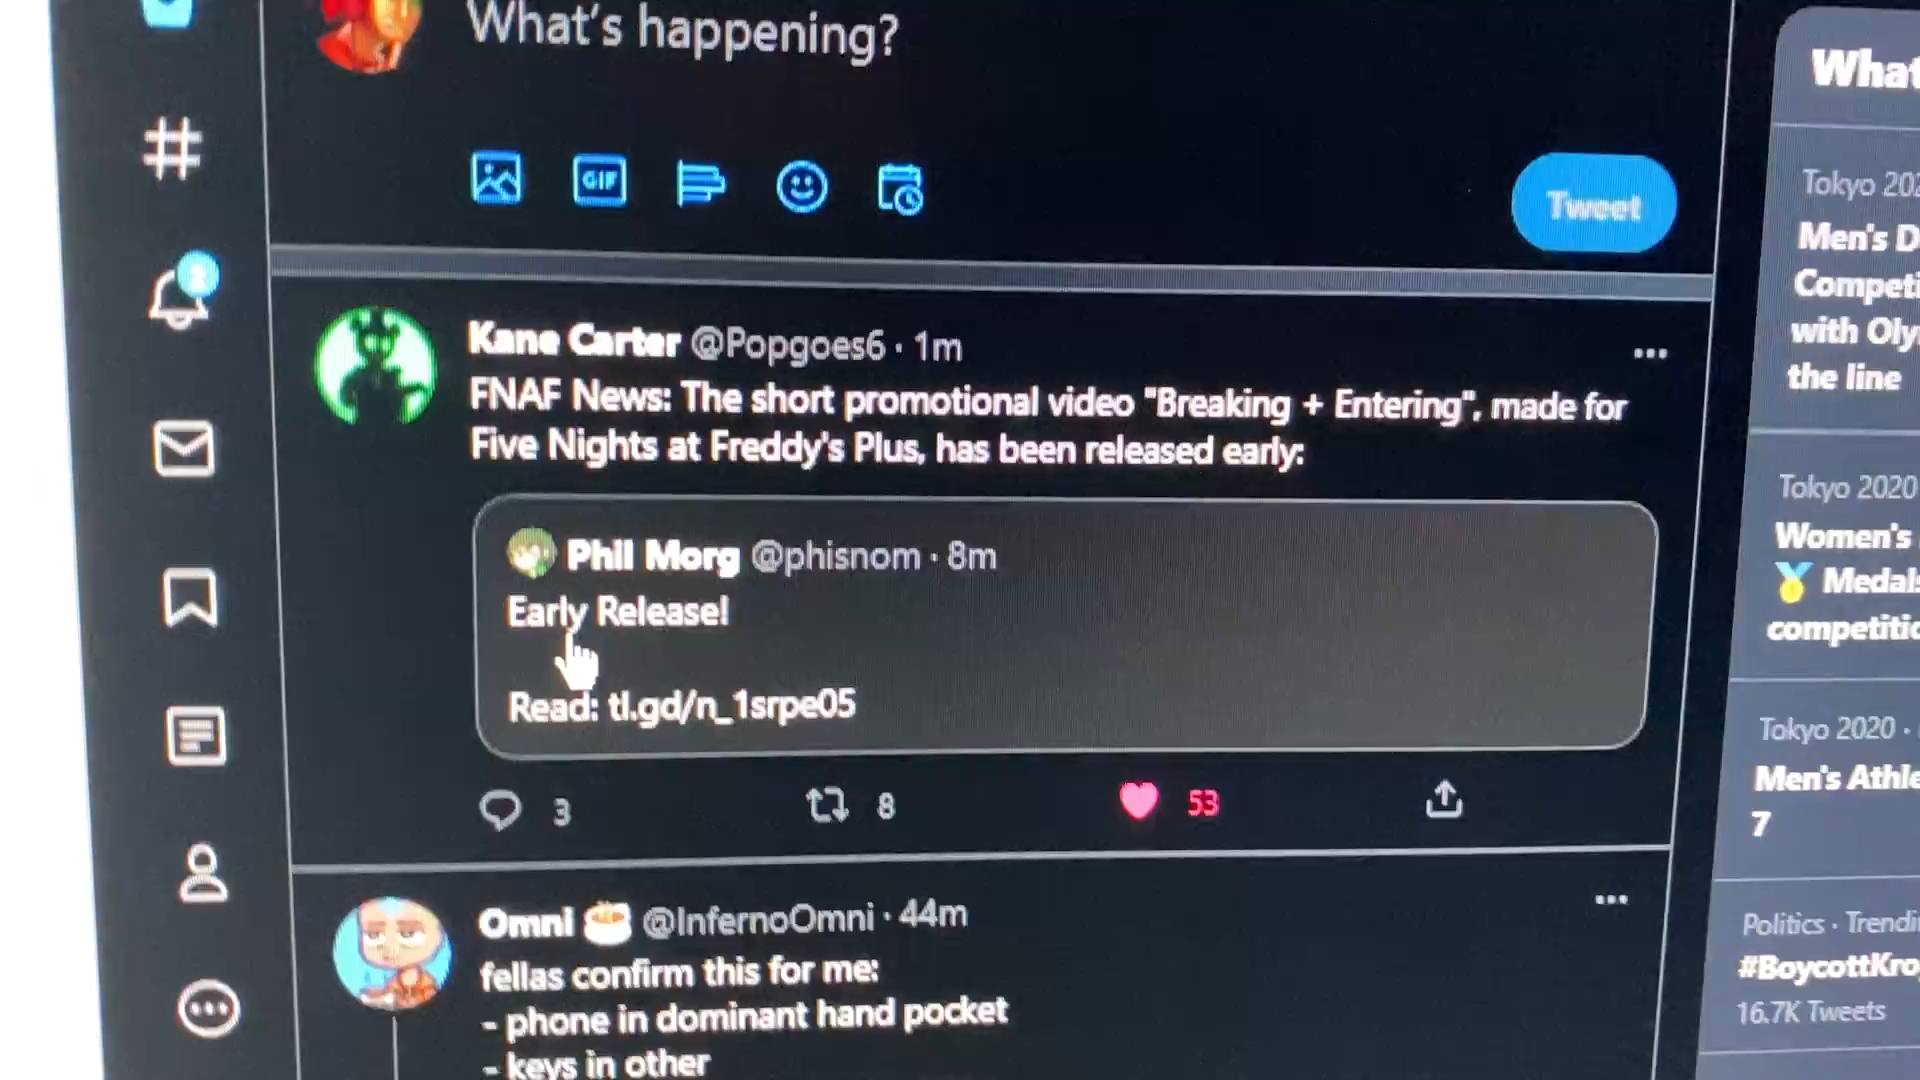 What's happening?
GIF
Tweet
2
Kane Carter @Popgoes6 · 1m
FNAF News: The short promotional video "Breaking + Entering", made for
Five Nights at Freddy's Plus, has been released early:
Phil Morg @phisnom · 8m
Early Release!
Read: tl.gd/n_1srpe05
3 8 53
Omni @InfernoOmni · 44m
fellas confirm this for me:
- phone in dominant hand pocket
- keys in other
What
Tokyo 202
Men's D
Competi
with Oly
the line
Tokyo 2020
Women's
Medals
competitio
Tokyo 2020 ·
Men's Athle
7
Politics · Trendi
#BoycottKro
16.7K Tweets